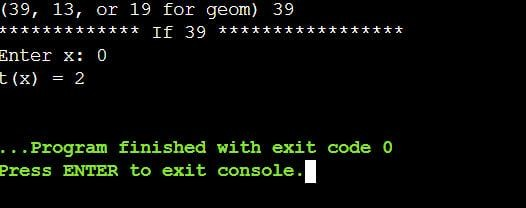 (39, 13, or 19 for geom) 39
************* If 39 *****************
Enter x: 0
t(x) = 2
...Program finished with exit code 0
Press ENTER to exit console.